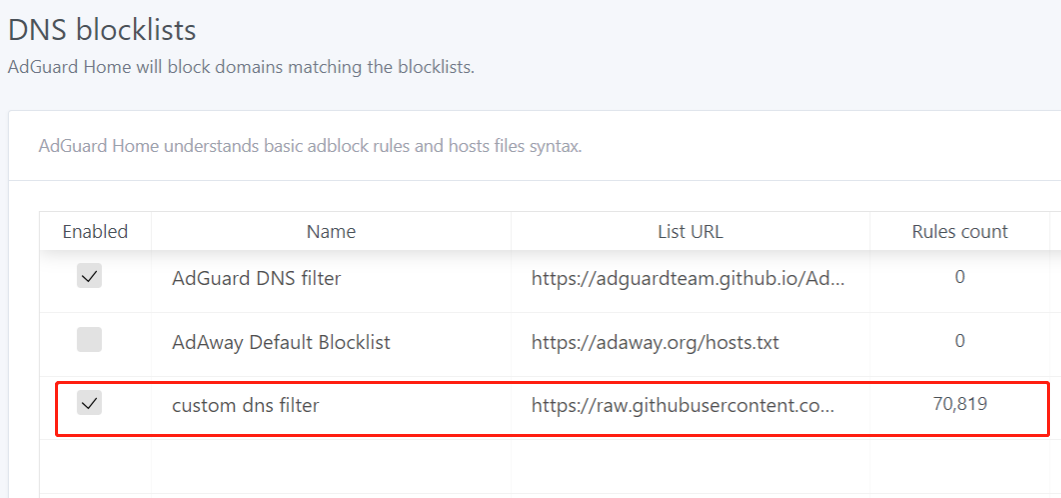 DNS blocklists
AdGuard Home will block domains matching the blocklists.
AdGuard Home understands basic adblock rules and hosts files syntax.
Enabled Name List URL Rules count
AdGuard DNS filter https://adguardteam.github.io/Ad... 0
AdAway Default Blocklist https://adaway.org/hosts.txt 0
custom dns filter https://raw.githubusercontent.co... 70,819